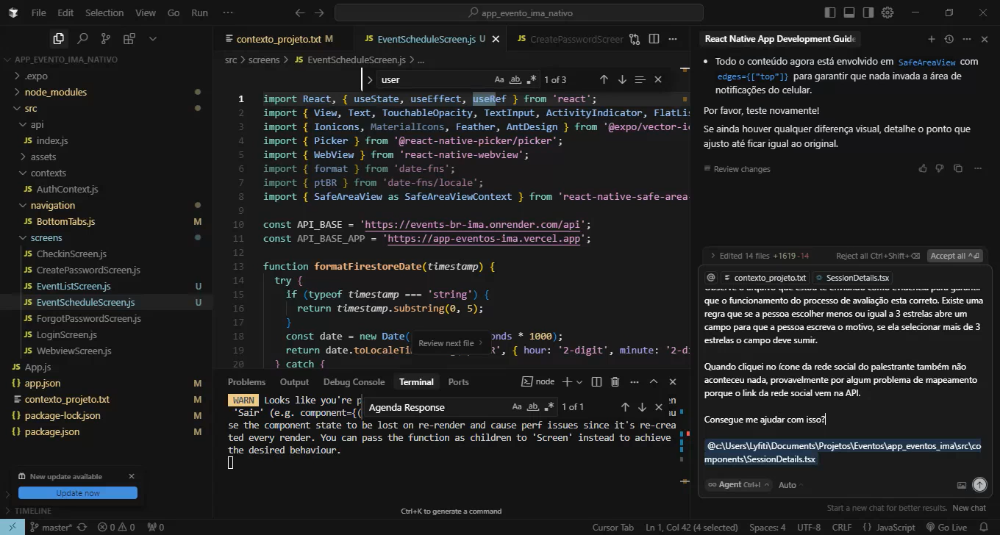 File Edit Selection View Go Run ···
app_evento_ima_nativo
APP_EVENTO_IMA_NATIVO
.expo
node_modules
src
api
JS index.js
assets
contexts
JS AuthContext.js
navigation
JS BottomTabs.js M
screens
JS CheckinScreen.js
JS CreatePasswordScreen.js
JS EventListScreen.js U
JS EventScheduleScreen.js U
JS ForgotPasswordScreen.js
JS LoginScreen.js
JS WebviewScreen.js
JS App.js
{} app.json M
contexto_projeto.txt M
{} package-lock.json M
{} package.json M
New update available
Update now
TIMELINE
contexto_projeto.txt M
JS EventScheduleScreen.js U
JS CreatePasswordScreer
src > screens > JS EventScheduleScreen.js > ...
user Aa ab 1 of 3
1 import React, { useState, useEffect, useRef } from 'react';
2 import { View, Text, TouchableOpacity, TextInput, ActivityIndicator, FlatLis
3 import { Ionicons, MaterialIcons, Feather, AntDesign } from '@expo/vector-ic
4 import { Picker } from '@react-native-picker/picker';
5 import { WebView } from 'react-native-webview';
6 import { format } from 'date-fns';
7 import { ptBR } from 'date-fns/locale';
8 import { SafeAreaView as SafeAreaViewContext } from 'react-native-safe-area-
9
10 const API_BASE = 'https://events-br-ima.onrender.com/api';
11 const API_BASE_APP = 'https://app-eventos-ima.vercel.app';
12
13 function formatFirestoreDate(timestamp) {
14 try {
15 if (typeof timestamp === 'string') {
16 return timestamp.substring(0, 5);
17 }
18 const date = new Date( onds * 1000);
19 return date.toLocaleTi R', { hour: '2-digit', minute: '2-di
20 } catch {
Review next file
Problems Output Debug Console Terminal Ports
node
WARN Looks like you're p en
Agenda Response Aa ab 1 of 1
'Sair' (e.g. component={( u
se the component state to be lost on re-render and cause perf issues since it's re-crea
ted every render. You can pass the function as children to 'Screen' instead to achieve
the desired behaviour.
Ctrl+K to generate a command
React Native App Development Guide
• Todo o conteúdo agora está envolvido em SafeAreaView com
edges={["top"]} para garantir que nada invada a área de
notificações do celular.
Por favor, teste novamente!
Se ainda houver qualquer diferença visual, detalhe o ponto que
ajusto até ficar igual ao original.
Review changes
Edited 14 files +1619 -14 Reject all Ctrl+Shift+⌫ Accept all ^⏎
@ contexto_projeto.txt SessionDetails.tsx
Observe o arquivo que estou te enviando como evidência para garantir
que o funcionamento do processo de avaliação esta correto. Existe uma
regra que se a pessoa escolher menos ou igual a 3 estrelas abre um
campo para que a pessoa escreva o motivo, se ela selecionar mais de 3
estrelas o campo deve sumir.
Quando cliquei no ícone da rede social do palestrante também não
aconteceu nada, provavelmente por algum problema de mapeamento
porque o link da rede social vem na API.
Consegue me ajudar com isso?
@c:\Users\Lyfiti\Documents\Projetos\Eventos\app_eventos_ima\src\co
mponents\SessionDetails.tsx
∞ Agent Ctrl+I Auto
Start a new chat for better results. New chat
master* 0 0 0 Cursor Tab Ln 1, Col 42 (4 selected) Spaces: 4 UTF-8 CRLF {} JavaScript Go Live